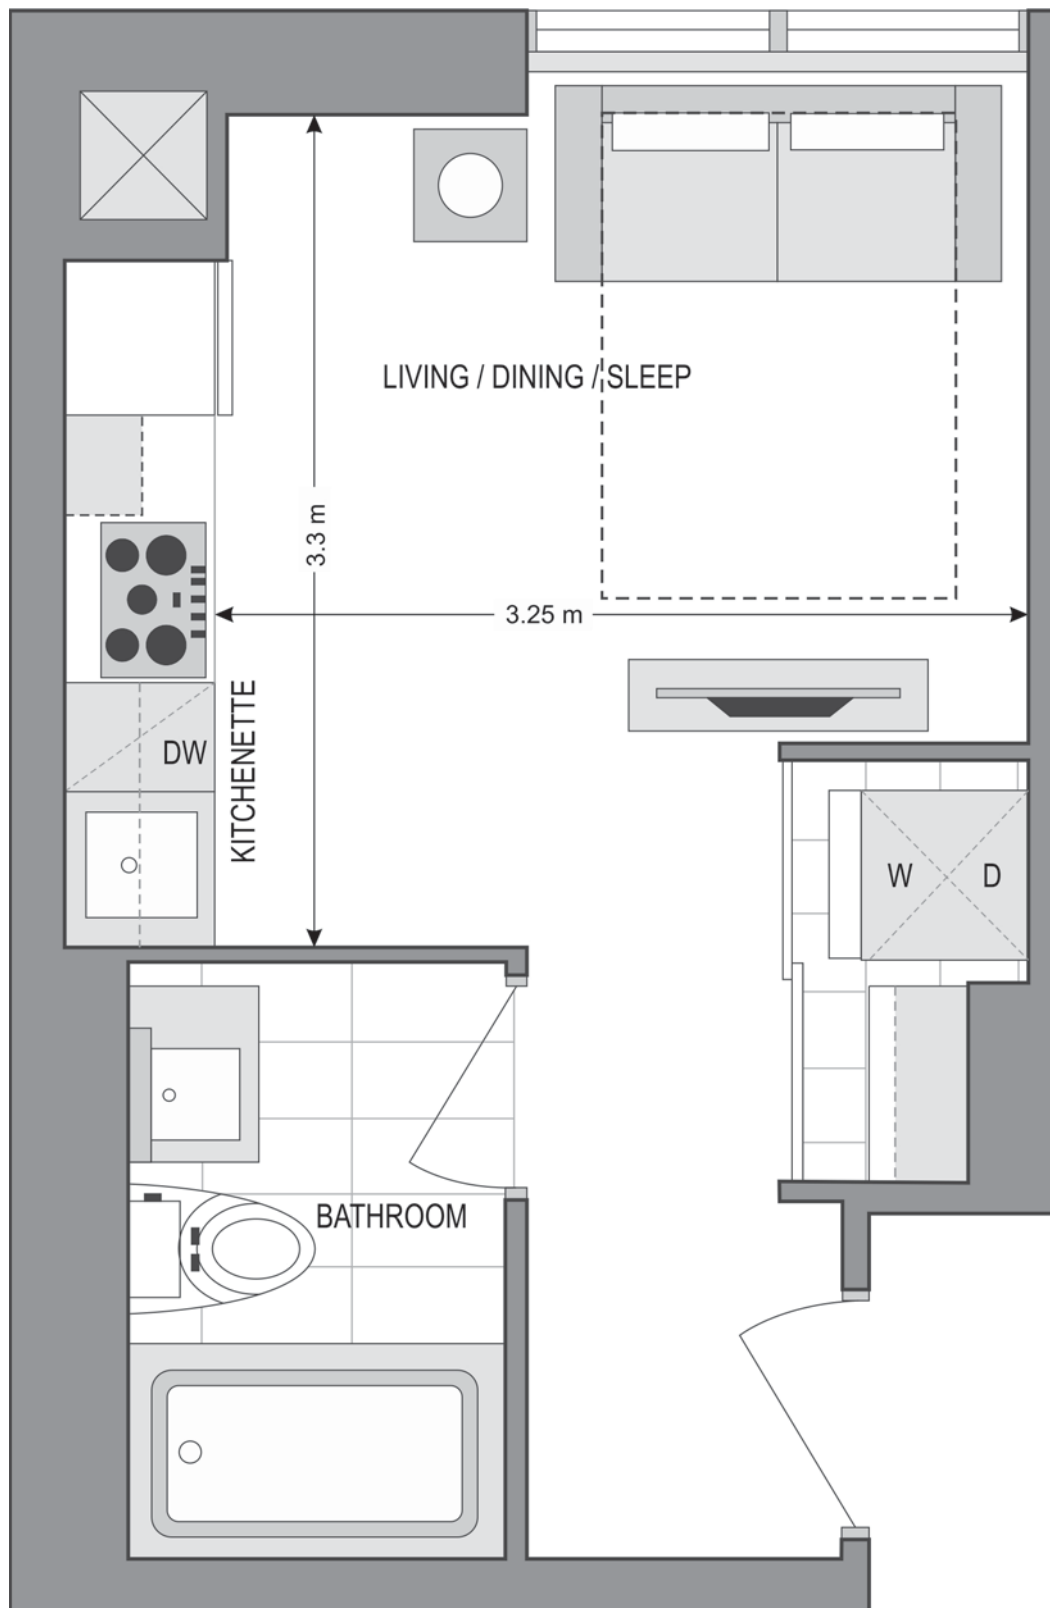 LIVING / DINING / SLEEP
3.3 m
3.25 m
KITCHENETTE
DW
W D
BATHROOM